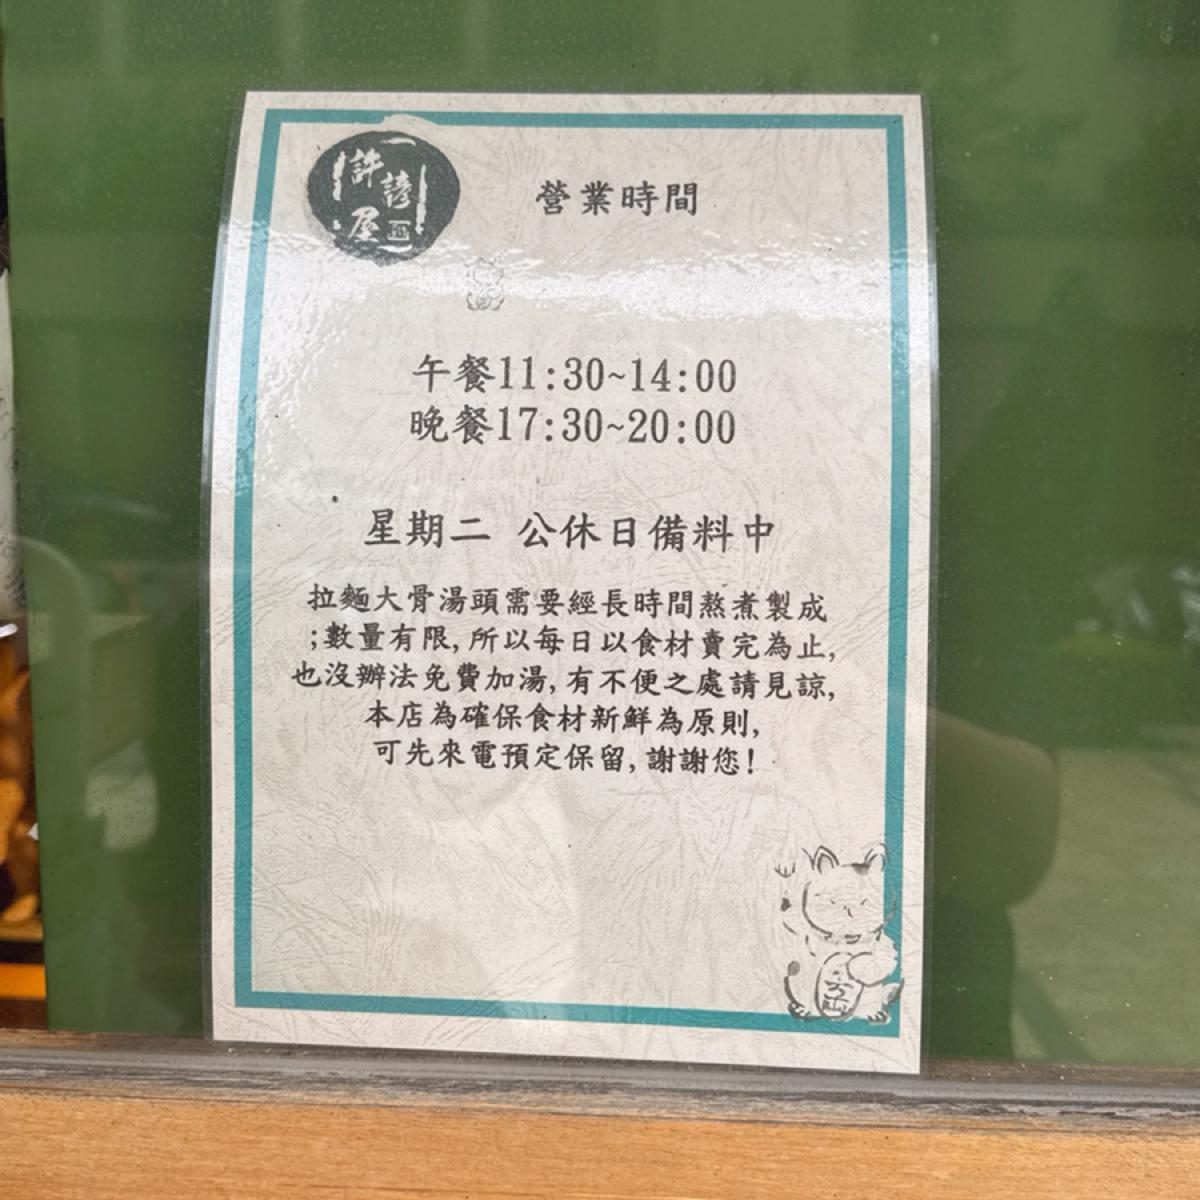 許諺屋
營業時間
午餐11:30~14:00
晚餐17:30~20:00
星期二 公休日備料中
拉麵大骨湯頭需要經長時間熬煮製成
;數量有限,所以每日以食材賣完為止,
也沒辦法免費加湯,有不便之處請見諒,
本店為確保食材新鮮為原則,
可先來電預定保留,謝謝您!